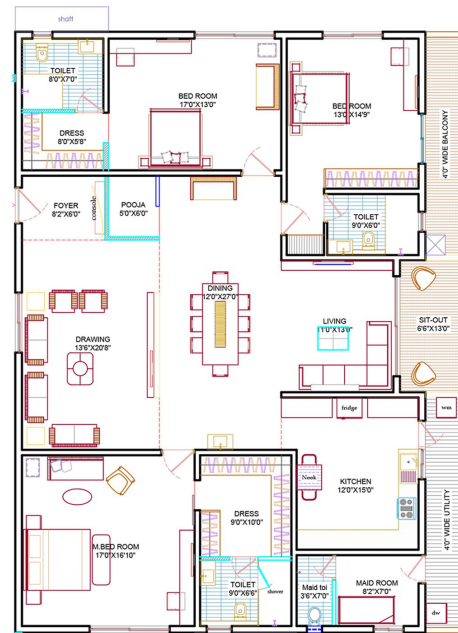 shaft
TOILET
8'0"X7'0"
BED ROOM
17'0"X13'0"
BED ROOM
13'0"X14'9"
DRESS
8'0"X5'8"
4'0" WIDE BALCONY
FOYER
8'2"X6'0"
console
POOJA
5'0"X6'0"
TOILET
9'0"X6'0"
DINING
12'0"X27'0"
LIVING
11'0"X13'0"
SIT-OUT
6'6"X13'0"
DRAWING
13'6"X20'8"
fridge
wm
KITCHEN
12'0"X15'0"
Nook
DRESS
9'0"X10'0"
4'0" WIDE UTILITY
M.BED ROOM
17'0"X16'10"
TOILET
9'0"X6'6"
shower
Maid toi
3'6"X7'0"
MAID ROOM
8'2"X7'0"
dw